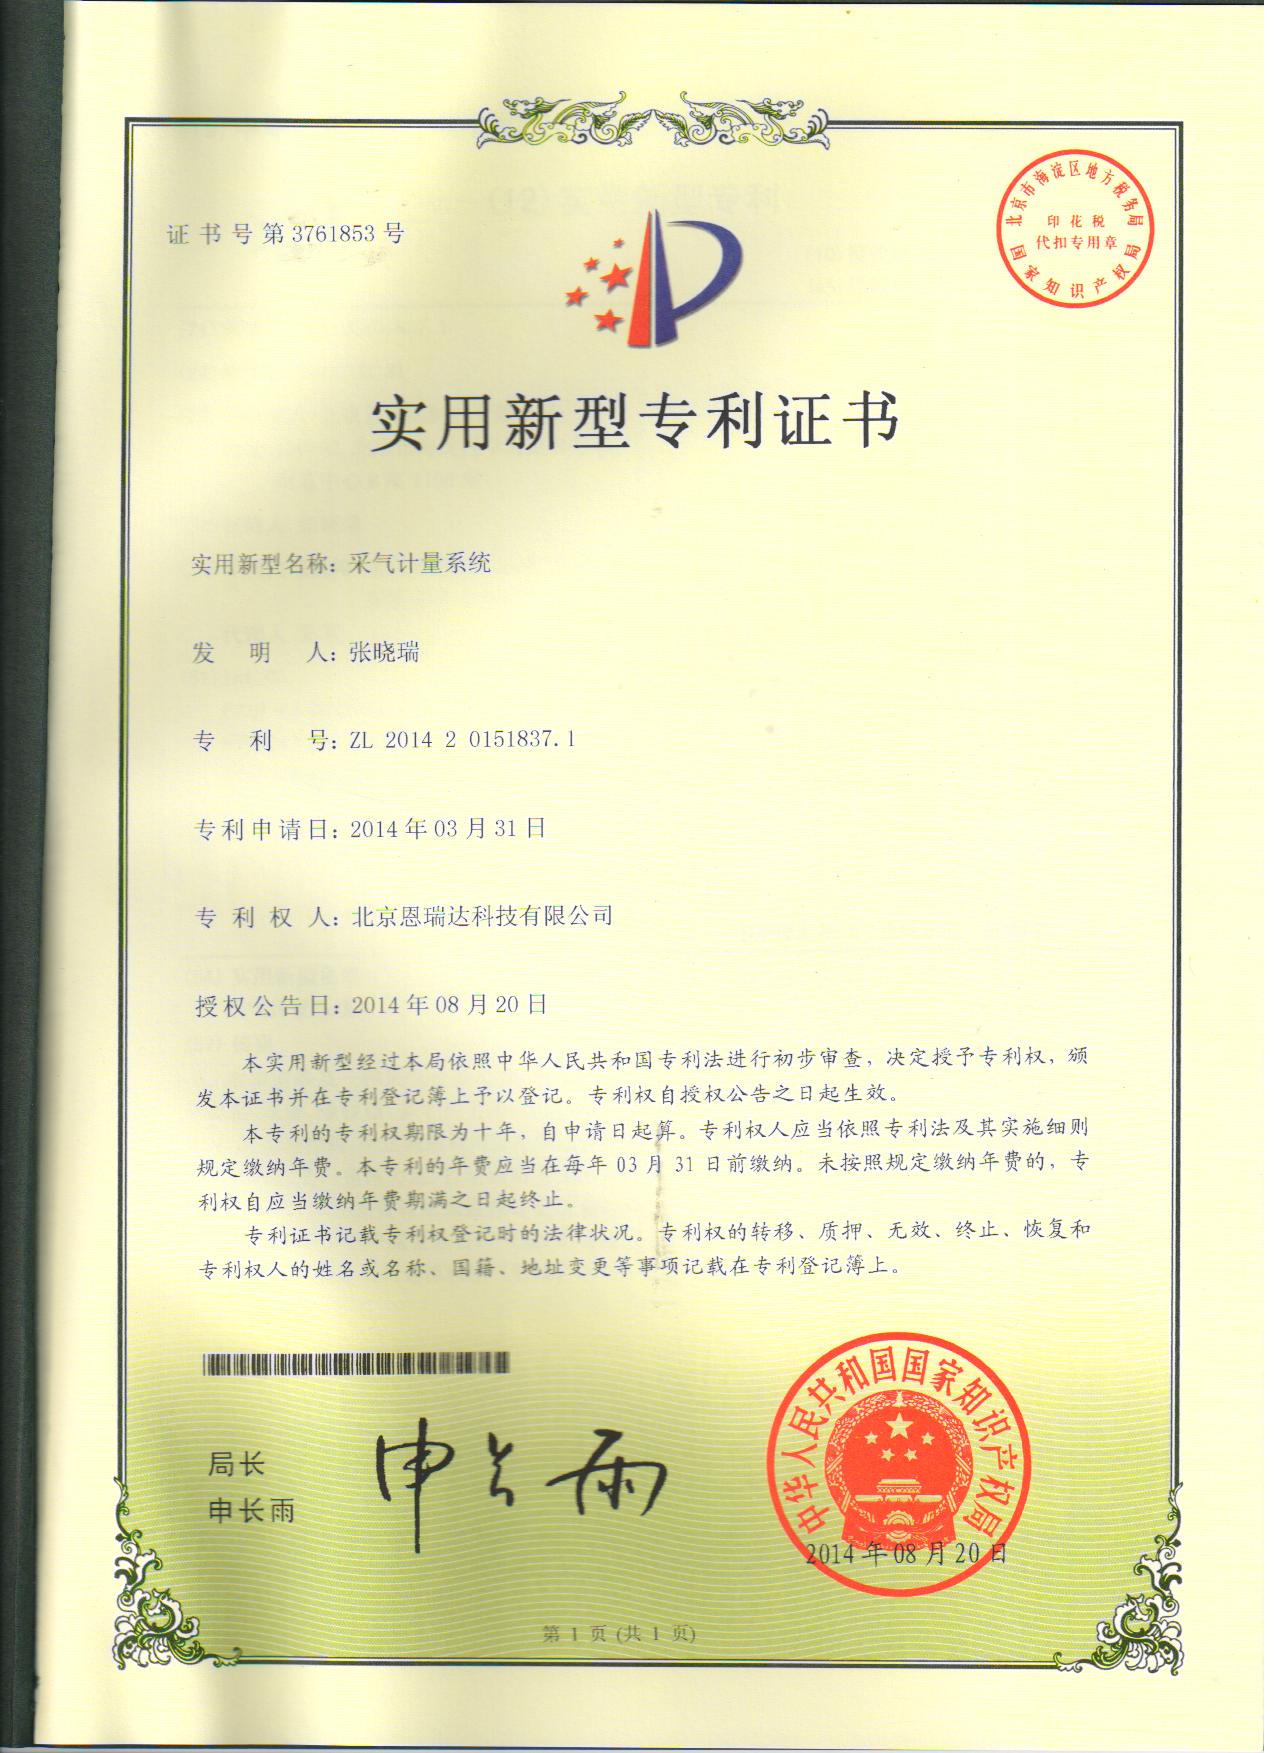 证书号第3761853号
北京市海淀区地方税务局
印花税
代扣专用章
国家知识产权局
实用新型专利证书
实用新型名称：采气计量系统
发明人：张晓瑞
专利号：ZL 2014 2 0151837.1
专利申请日：2014年03月31日
专利权人：北京恩瑞达科技有限公司
授权公告日：2014年08月20日
本实用新型经过本局依照中华人民共和国专利法进行初步审查，决定授予专利权，颁
发本证书并在专利登记簿上予以登记。专利权自授权公告之日起生效。
本专利的专利权期限为十年，自申请日起算。专利权人应当依照专利法及其实施细则
规定缴纳年费。本专利的年费应当在每年03月31日前缴纳。未按照规定缴纳年费的，专
利权自应当缴纳年费期满之日起终止。
专利证书记载专利权登记时的法律状况。专利权的转移、质押、无效、终止、恢复和
专利权人的姓名或名称、国籍、地址变更等事项记载在专利登记簿上。
局长
申长雨
申长雨
中华人民共和国国家知识产权局
2014年08月20日
第1页(共1页)